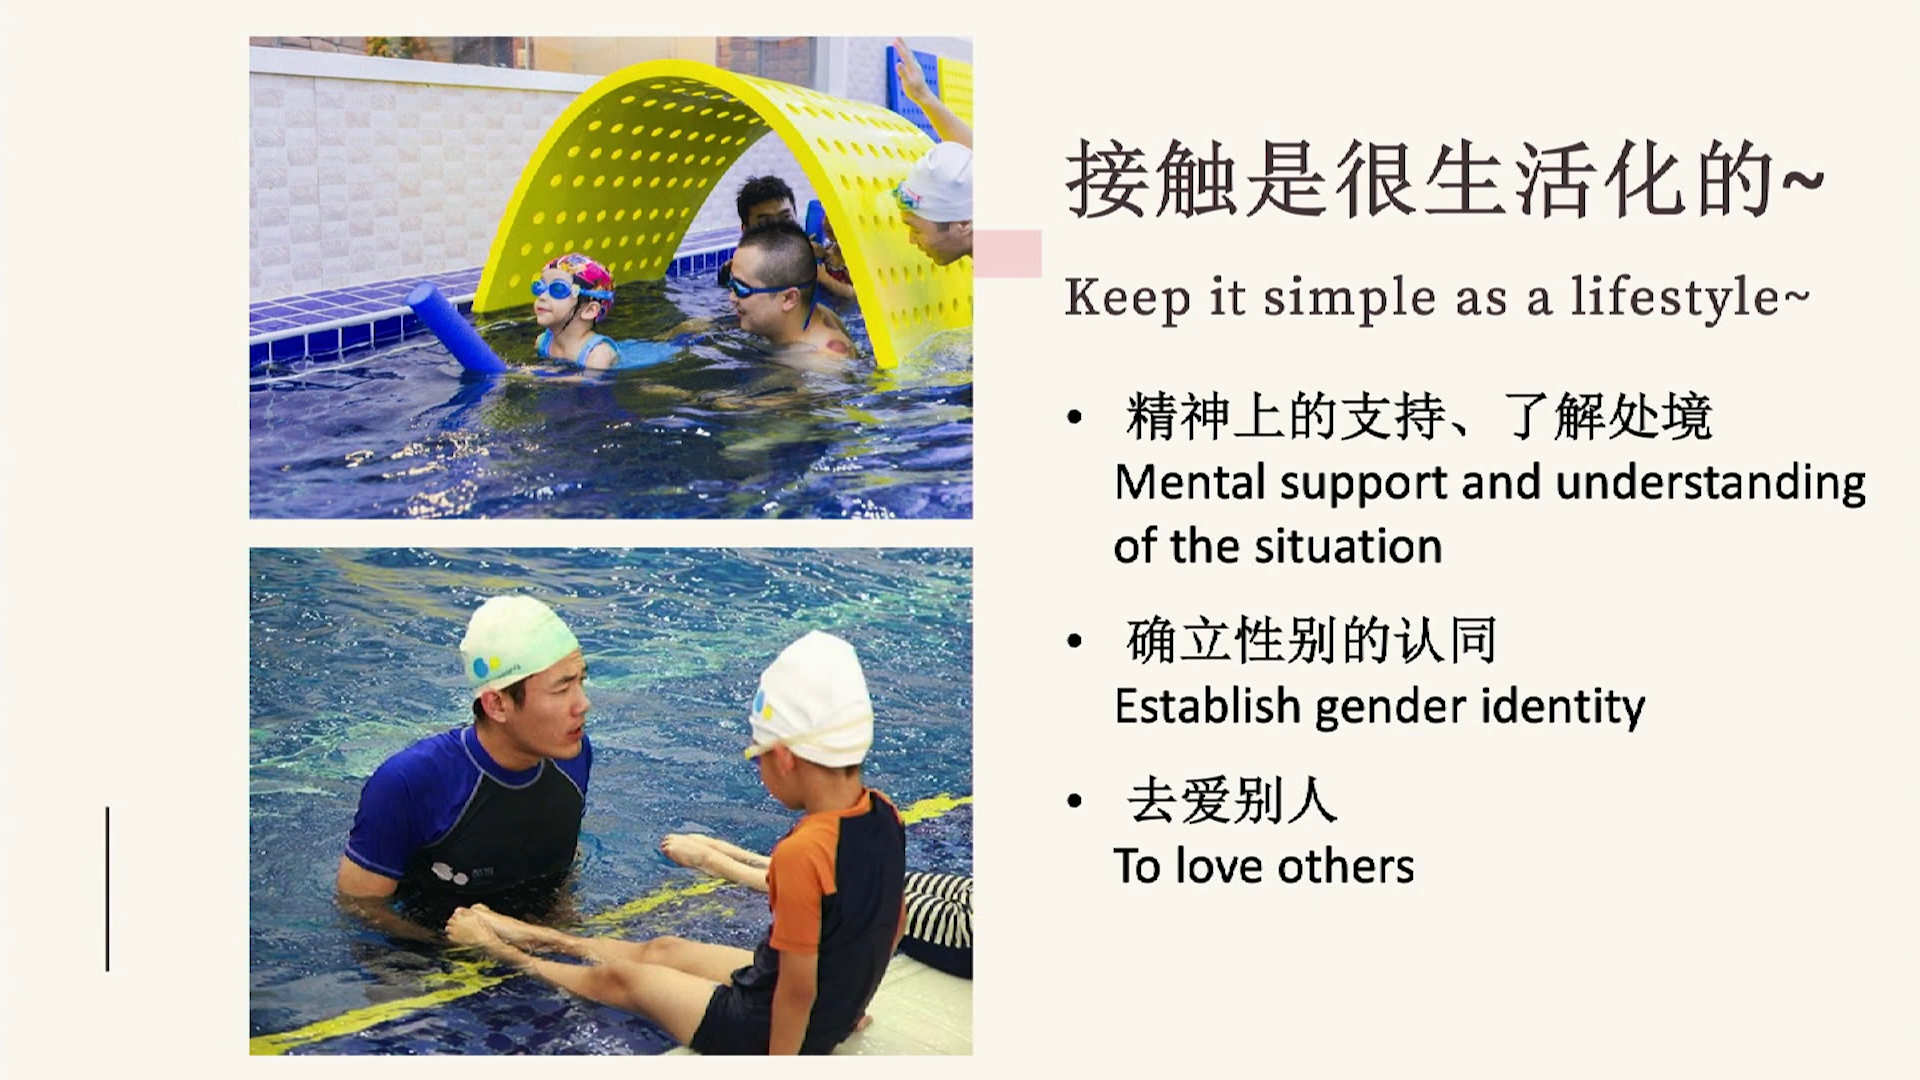 接触是很生活化的~
Keep it simple as a lifestyle~
• 精神上的支持、了解处境
Mental support and understanding
of the situation
• 确立性别的认同
Establish gender identity
• 去爱别人
To love others